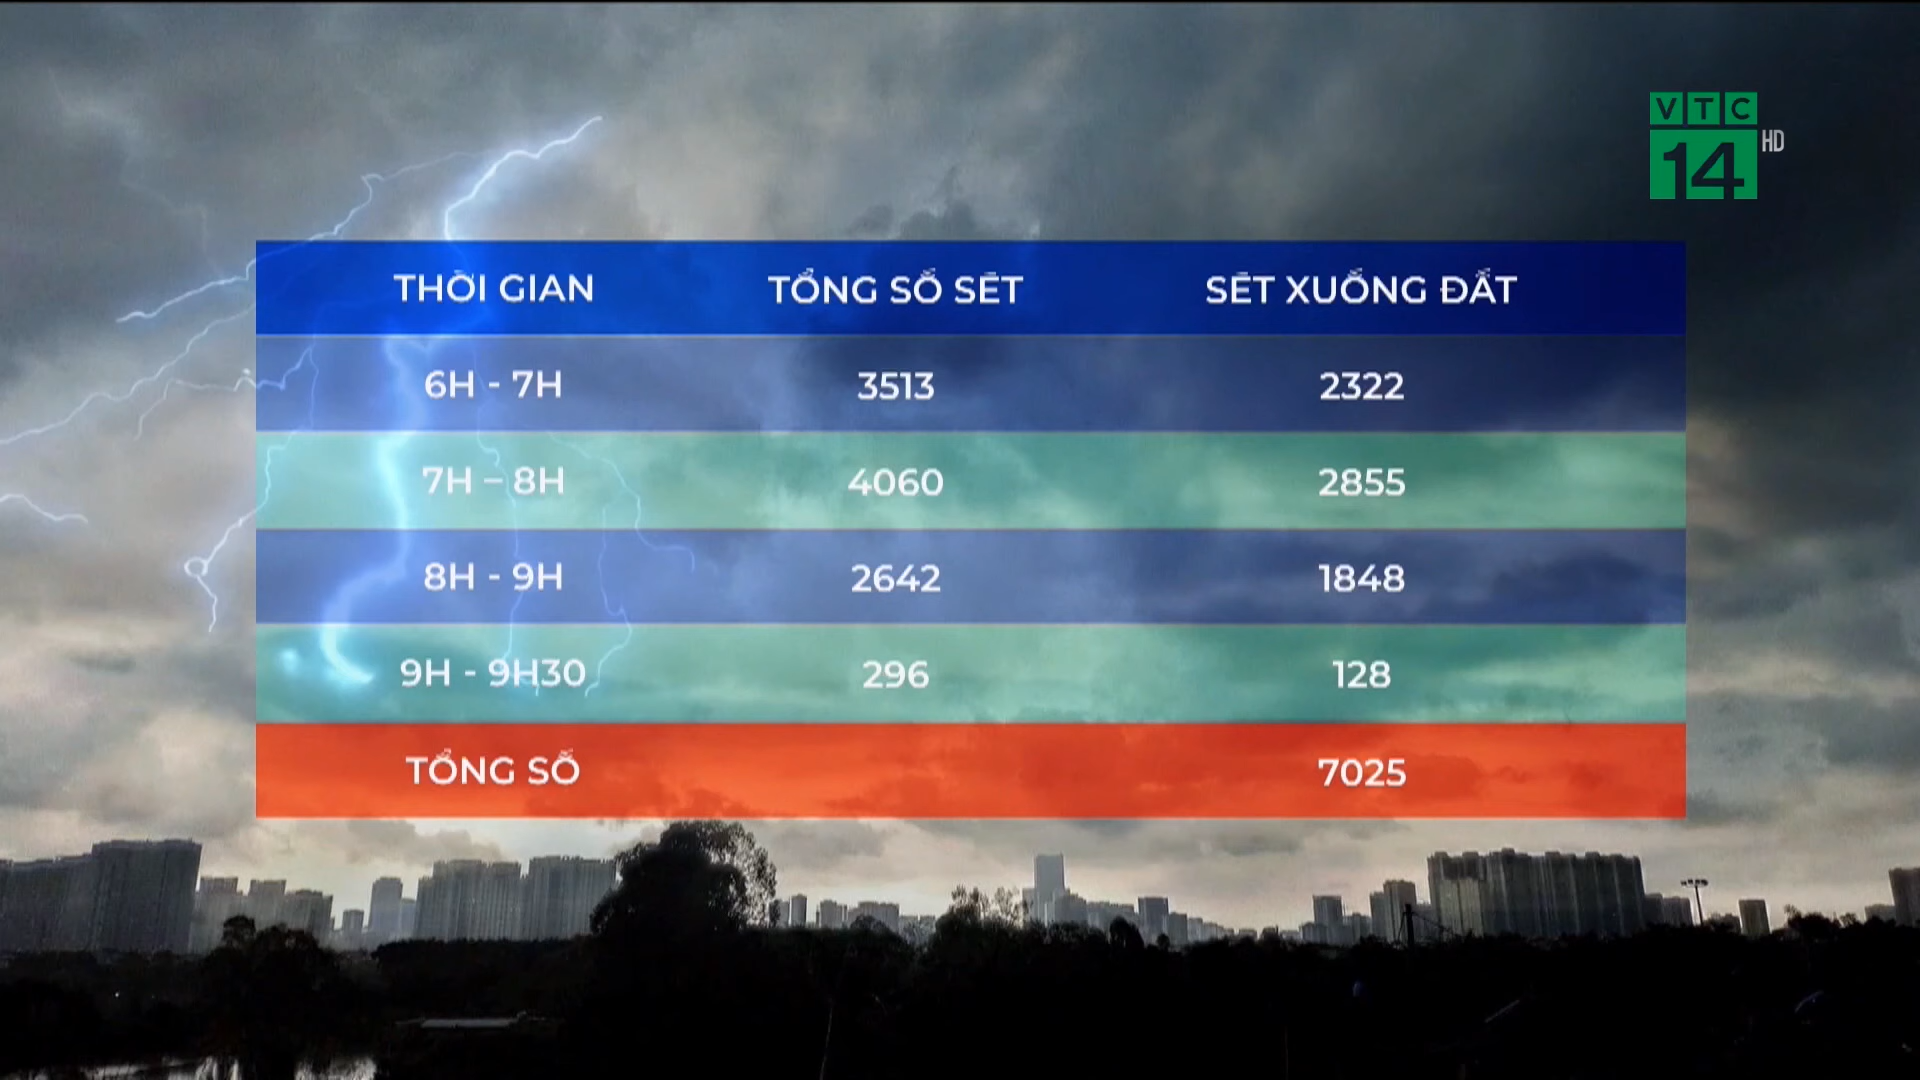 VTC
14 HD
THỜI GIAN TỔNG SỐ SÉT SÉT XUỐNG ĐẤT
6H - 7H 3513 2322
7H – 8H 4060 2855
8H - 9H 2642 1848
9H - 9H30 296 128
TỔNG SỐ 7025